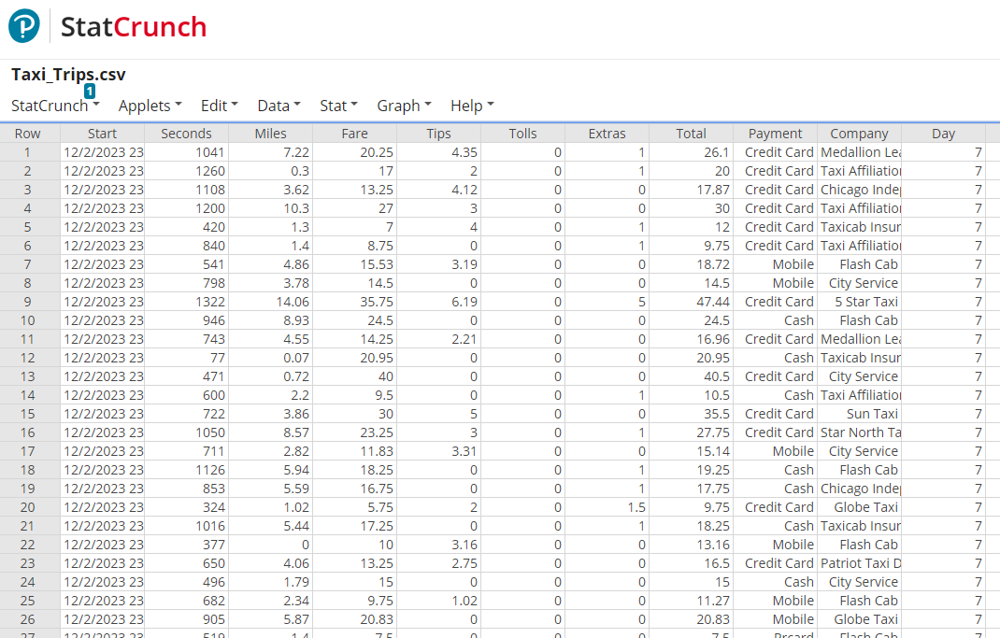 StatCrunch
Taxi_Trips.csv
1
StatCrunch Applets Edit Data Stat Graph Help
Row Start Seconds Miles Fare Tips Tolls Extras Total Payment Company Day
1 12/2/2023 23 1041 7.22 20.25 4.35 0 1 26.1 Credit Card Medallion Lea 7
2 12/2/2023 23 1260 0.3 17 2 0 1 20 Credit Card Taxi Affiliation 7
3 12/2/2023 23 1108 3.62 13.25 4.12 0 0 17.87 Credit Card Chicago Indep 7
4 12/2/2023 23 1200 10.3 27 3 0 0 30 Credit Card Taxi Affiliation 7
5 12/2/2023 23 420 1.3 7 4 0 1 12 Credit Card Taxicab Insur 7
6 12/2/2023 23 840 1.4 8.75 0 0 1 9.75 Credit Card Taxi Affiliation 7
7 12/2/2023 23 541 4.86 15.53 3.19 0 0 18.72 Mobile Flash Cab 7
8 12/2/2023 23 798 3.78 14.5 0 0 0 14.5 Mobile City Service 7
9 12/2/2023 23 1322 14.06 35.75 6.19 0 5 47.44 Credit Card 5 Star Taxi 7
10 12/2/2023 23 946 8.93 24.5 0 0 0 24.5 Cash Flash Cab 7
11 12/2/2023 23 743 4.55 14.25 2.21 0 0 16.96 Credit Card Medallion Lea 7
12 12/2/2023 23 77 0.07 20.95 0 0 0 20.95 Cash Taxicab Insur 7
13 12/2/2023 23 471 0.72 40 0 0 0 40.5 Credit Card City Service 7
14 12/2/2023 23 600 2.2 9.5 0 0 1 10.5 Cash Taxi Affiliation 7
15 12/2/2023 23 722 3.86 30 5 0 0 35.5 Credit Card Sun Taxi 7
16 12/2/2023 23 1050 8.57 23.25 3 0 1 27.75 Credit Card Star North Ta 7
17 12/2/2023 23 711 2.82 11.83 3.31 0 0 15.14 Mobile City Service 7
18 12/2/2023 23 1126 5.94 18.25 0 0 1 19.25 Cash Flash Cab 7
19 12/2/2023 23 853 5.59 16.75 0 0 1 17.75 Cash Chicago Indep 7
20 12/2/2023 23 324 1.02 5.75 2 0 1.5 9.75 Credit Card Globe Taxi 7
21 12/2/2023 23 1016 5.44 17.25 0 0 1 18.25 Cash Taxicab Insur 7
22 12/2/2023 23 377 0 10 3.16 0 0 13.16 Mobile Flash Cab 7
23 12/2/2023 23 650 4.06 13.25 2.75 0 0 16.5 Credit Card Patriot Taxi D 7
24 12/2/2023 23 496 1.79 15 0 0 0 15 Cash City Service 7
25 12/2/2023 23 682 2.34 9.75 1.02 0 0 11.27 Mobile Flash Cab 7
26 12/2/2023 23 905 5.87 20.83 0 0 0 20.83 Mobile Globe Taxi 7
27 12/2/2023 23 519 1.4 7.5 0 0 0 7.5 Prcard Flash Cab 7